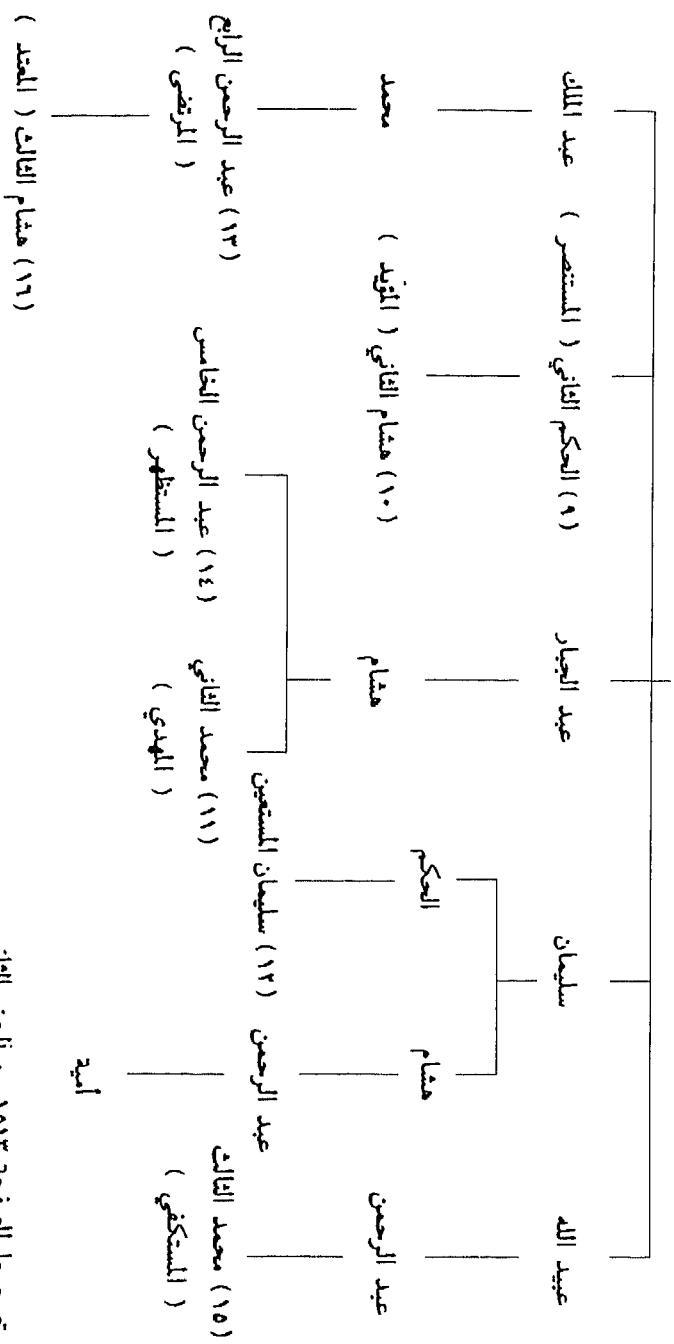 عبيد الله
سليمان
عبد الجبار
(٩) الحكم الثاني ( المستنصر )
عبد الملك
عبد الرحمن
هشام
الحكم
هشام
(١٠) هشام الثاني ( المؤيد )
محمد
(١٥) محمد الثالث
( المستكفي )
عبد الرحمن
(١٢) سليمان المستعين
(١١) محمد الثاني
( المهدي )
(١٤) عبد الرحمن الخامس
( المستظهر )
(١٣) عبد الرحمن الرابع
( المرتضى )
أمية
(١٦) هشام الثالث ( المعتد )